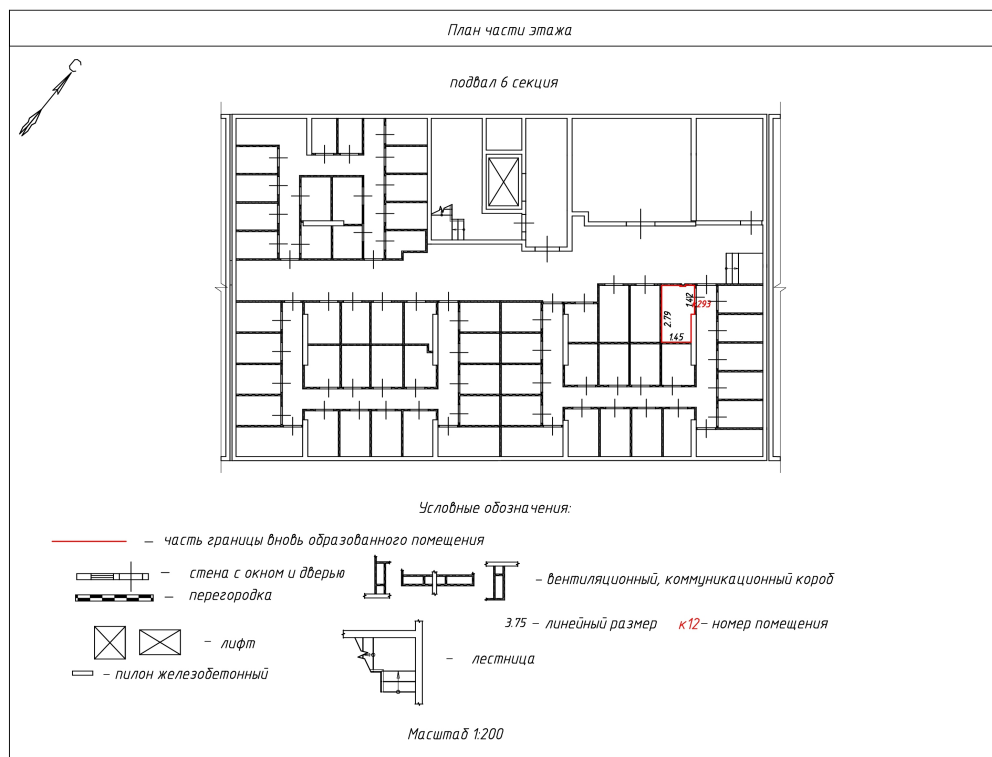 План части этажа
С
подвал 6 секция
1.42
293
2.79
1.45
Условные обозначения:
– часть границы вновь образованного помещения
– стена с окном и дверью
– перегородка
– вентиляционный, коммуникационный короб
3.75 – линейный размер к12 – номер помещения
– лифт
– лестница
– пилон железобетонный
Масштаб 1:200